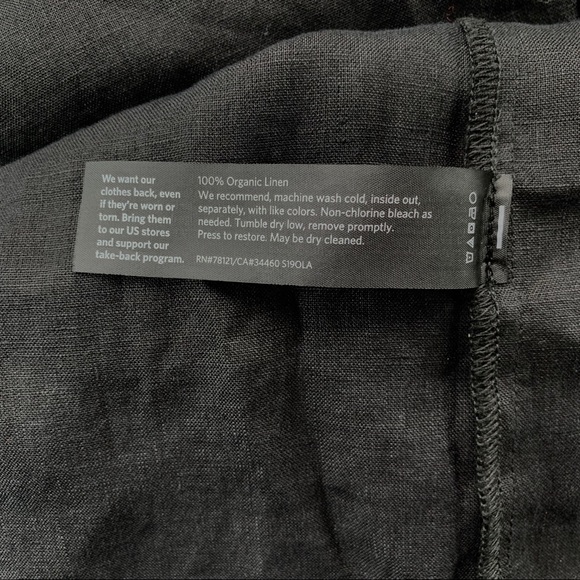 We want our
clothes back, even
if they're worn or
torn. Bring them
to our US stores
and support our
take-back program.
100% Organic Linen
We recommend, machine wash cold, inside out,
separately, with like colors. Non-chlorine bleach as
needed. Tumble dry low, remove promptly.
Press to restore. May be dry cleaned.
RN#78121/CA#34460 S19OLA